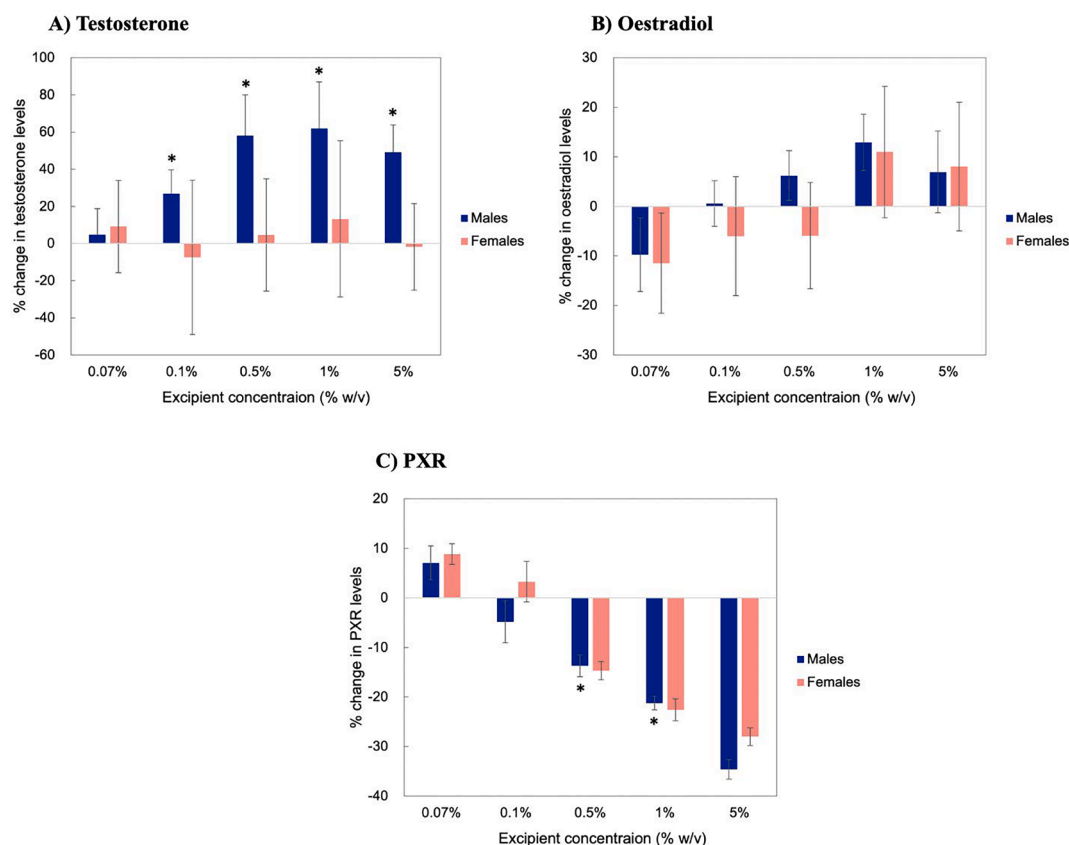 A) Testosterone
% change in testosterone levels
100
80
60
40
20
0
-20
-40
-60
* * * * *
0.07% 0.1% 0.5% 1% 5%
Excipient concentraion (% w/v)
Males
Females
B) Oestradiol
% change in oestradiol levels
30
20
10
0
-10
-20
-30
0.07% 0.1% 0.5% 1% 5%
Excipient concentraion (% w/v)
Males
Females
C) PXR
% change in PXR levels
20
10
0
-10
-20
-30
-40
* *
0.07% 0.1% 0.5% 1% 5%
Excipient concentraion (% w/v)
Males
Females